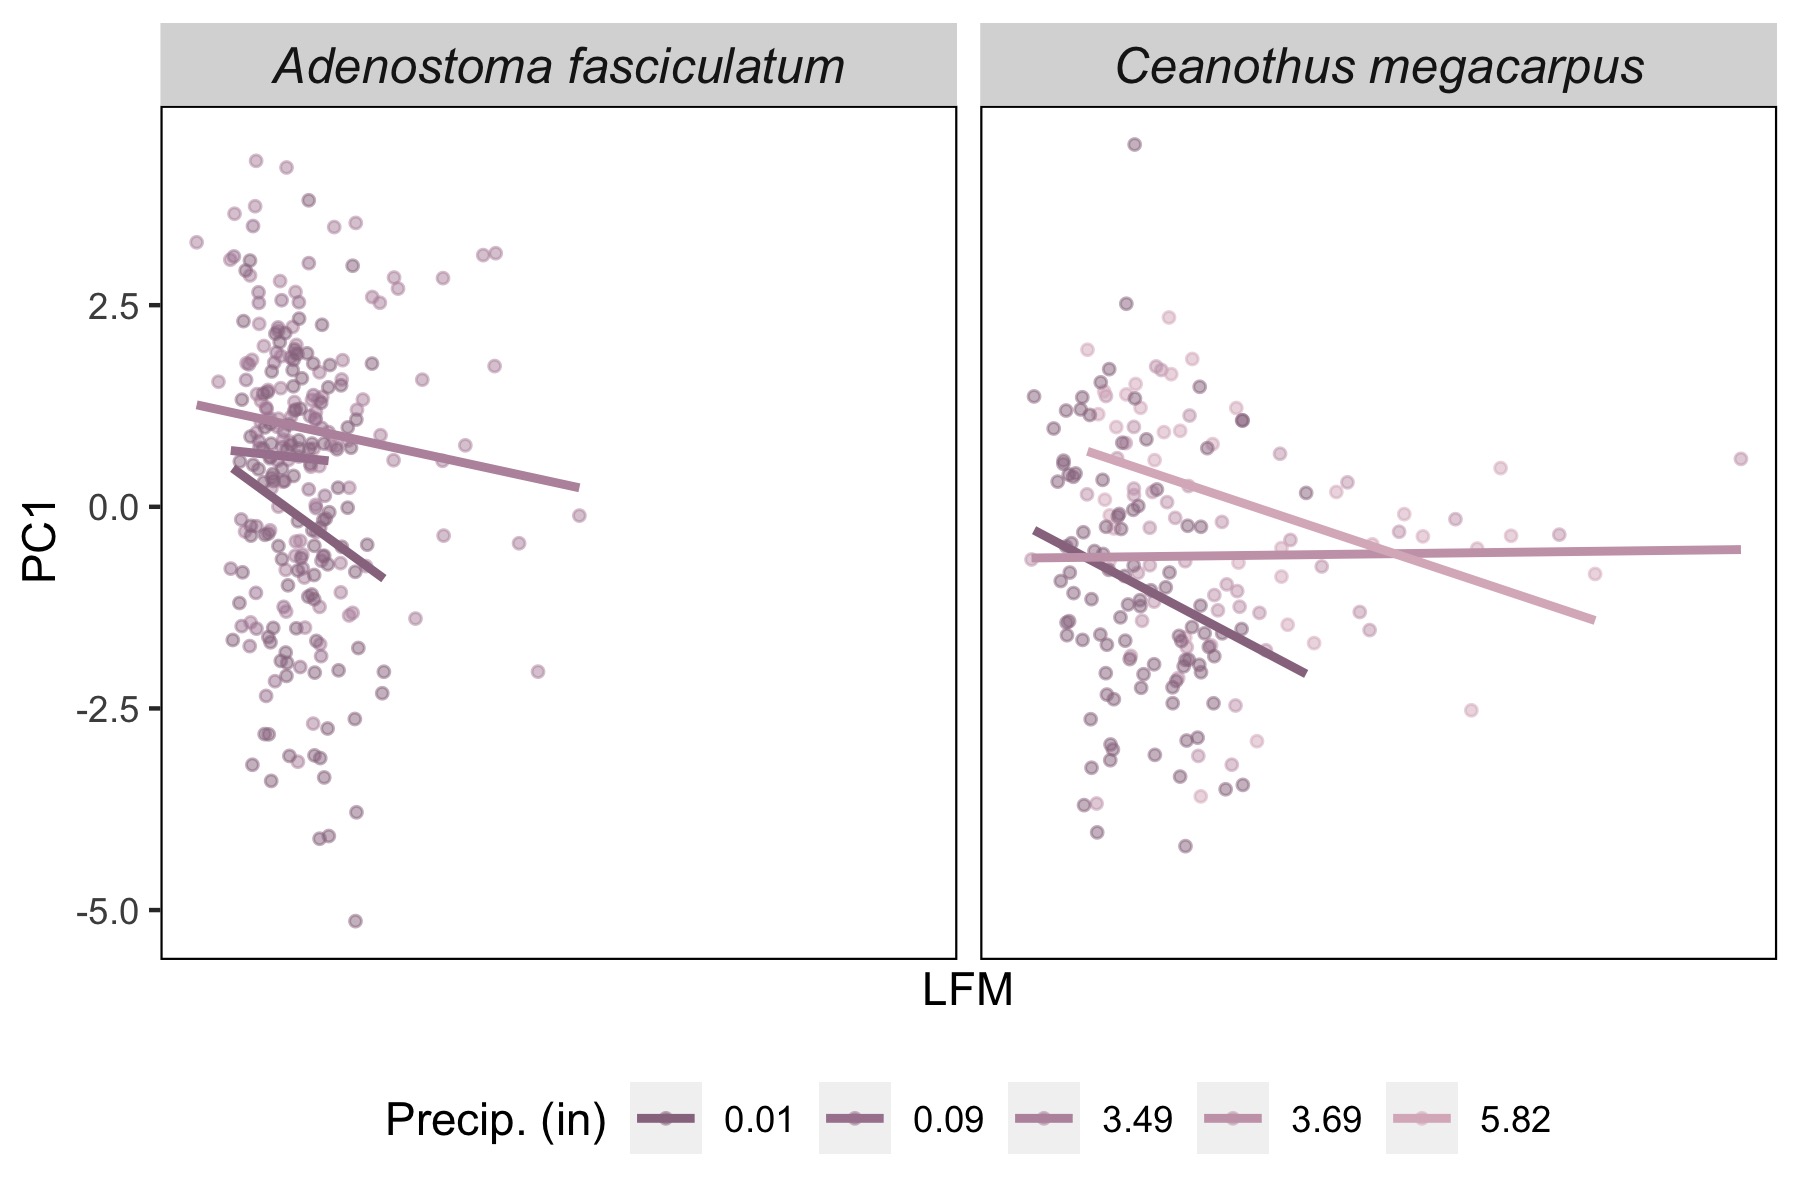 Adenostoma fasciculatum
Ceanothus megacarpus
PC1
2.5
0.0
-2.5
-5.0
LFM
Precip. (in) 0.01 0.09 3.49 3.69 5.82